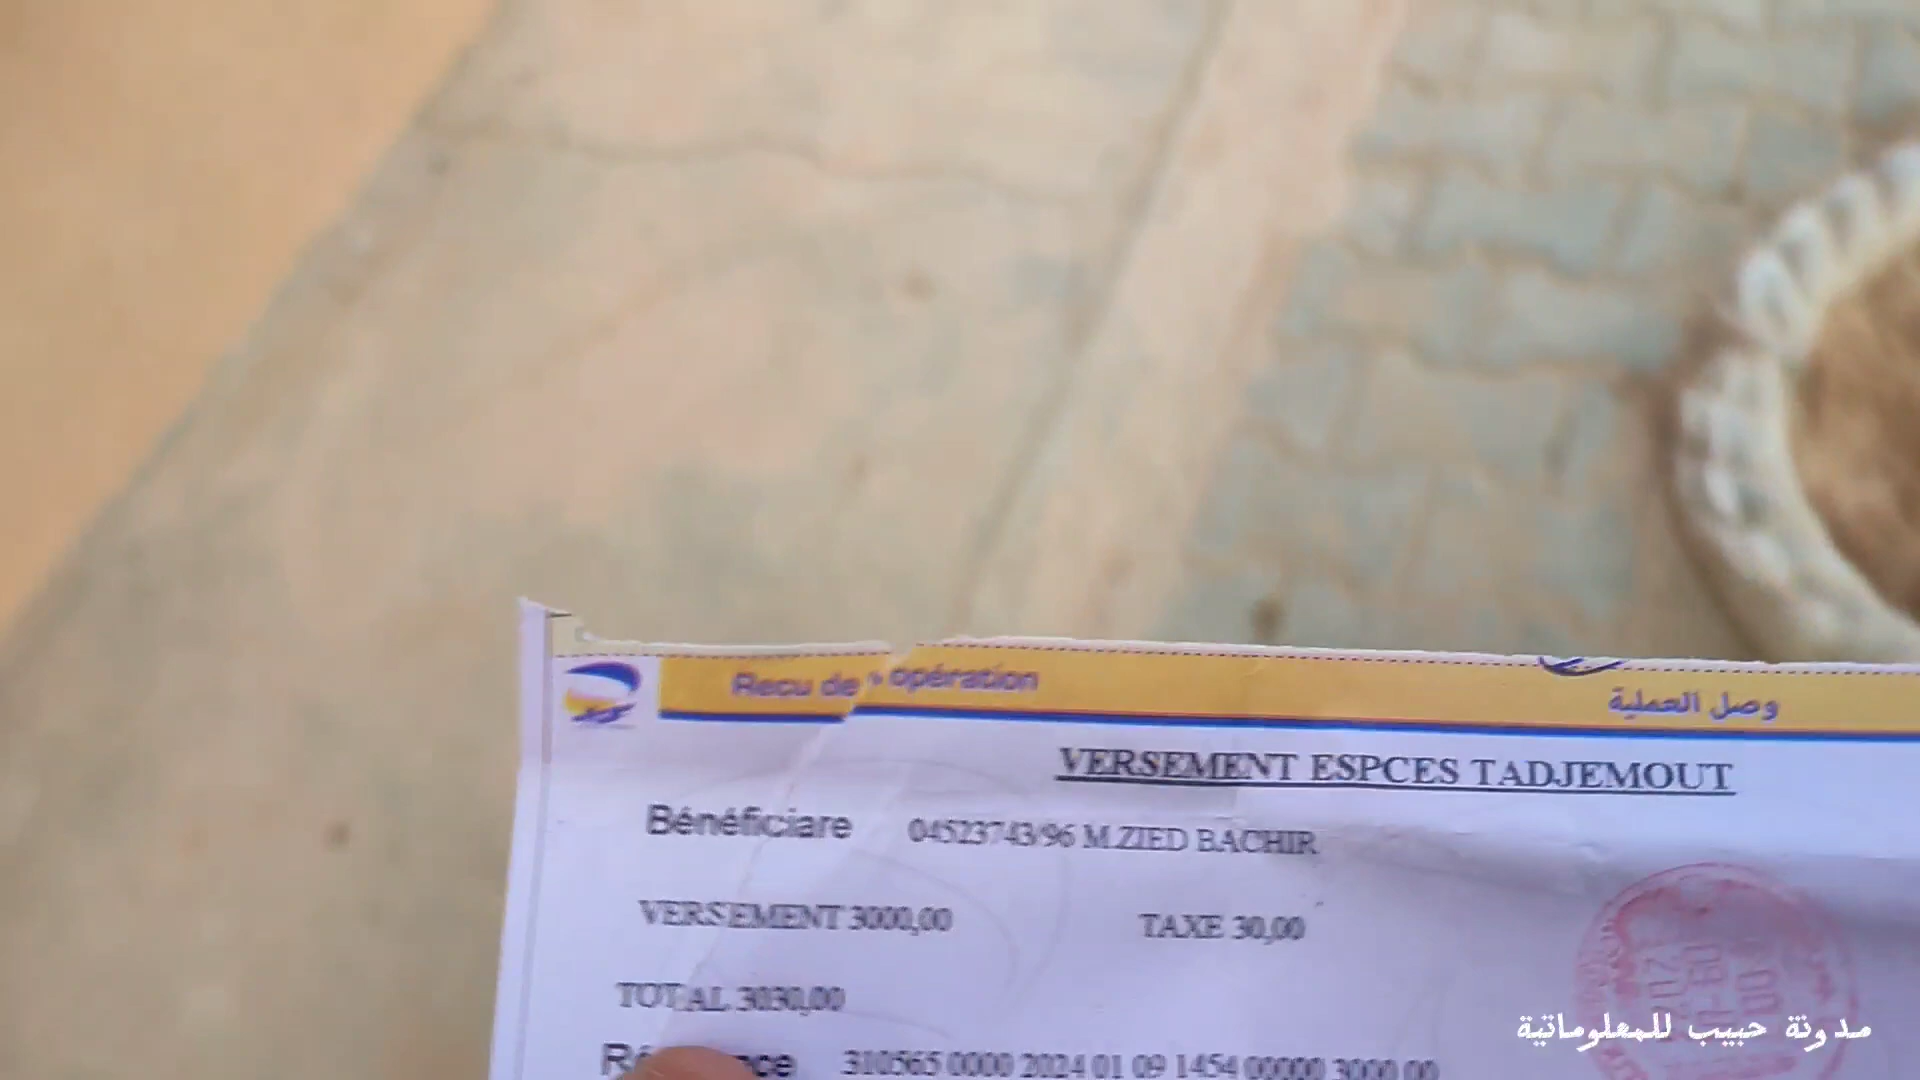 Recu de l'opération وصل العملية
VERSEMENT ESPCES TADJEMOUT
Bénéficiare 04523743/96 M.ZIED BACHIR
VERSEMENT 3000,00 TAXE 30,00
TOTAL 3030,00
310565 0000 2024 01 09 1454 00000 3000,00
مدونة حبيب للمعلوماتية